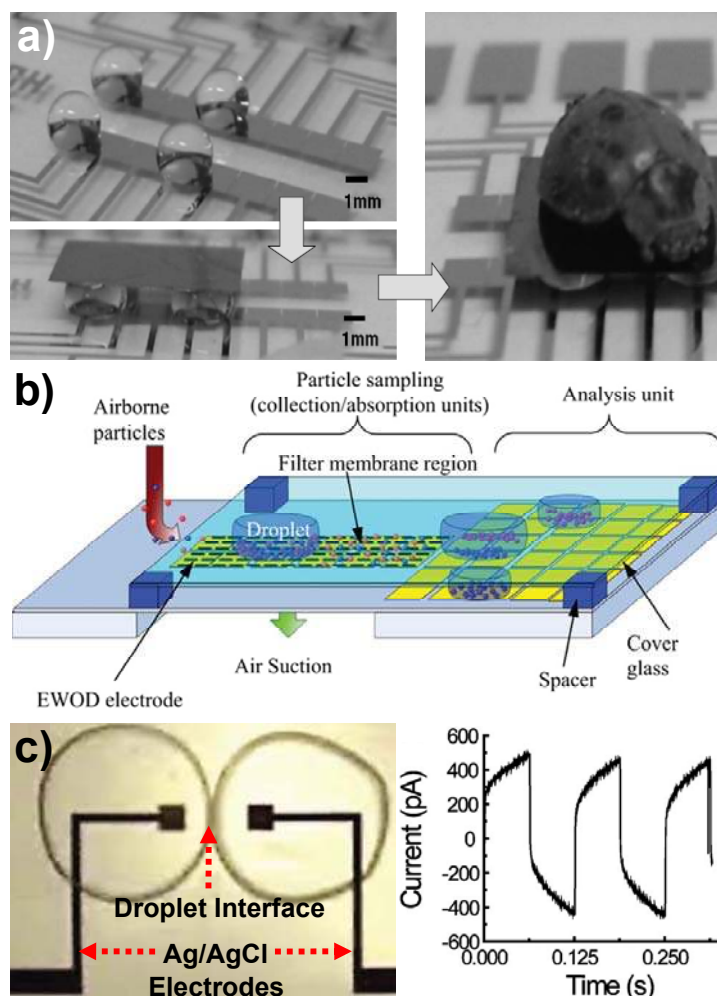 a)
1mm
1mm
b)
Airborne
particles
Particle sampling
(collection/absorption units)
Filter membrane region
Analysis unit
Droplet
EWOD electrode
Air Suction
Spacer
Cover
glass
c)
Droplet Interface
Ag/AgCl
Electrodes
Current (pA)
600
400
200
0
-200
-400
-600
0.000
0.125
0.250
Time (s)